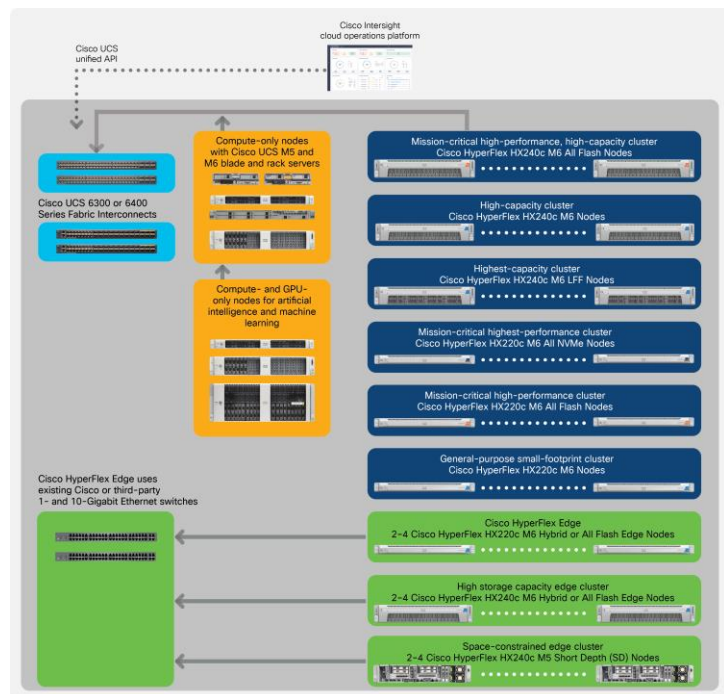 Cisco Intersight
cloud operations platform
Cisco UCS
unified API
Compute-only nodes
with Cisco UCS M5 and
M6 blade and rack servers
Cisco UCS 6300 or 6400
Series Fabric Interconnects
Compute- and GPU-
only nodes for artificial
intelligence and machine
learning
Mission-critical high-performance, high-capacity cluster
Cisco HyperFlex HX240c M6 All Flash Nodes
High-capacity cluster
Cisco HyperFlex HX240c M6 Nodes
Highest-capacity cluster
Cisco HyperFlex HX240c M6 LFF Nodes
Mission-critical highest-performance cluster
Cisco HyperFlex HX220c M6 All NVMe Nodes
Mission-critical high-performance cluster
Cisco HyperFlex HX220c M6 All Flash Nodes
General-purpose small-footprint cluster
Cisco HyperFlex HX220c M6 Nodes
Cisco HyperFlex Edge uses
existing Cisco or third-party
1- and 10-Gigabit Ethernet switches
Cisco HyperFlex Edge
2-4 Cisco HyperFlex HX220c M6 Hybrid or All Flash Edge Nodes
High storage capacity edge cluster
2-4 Cisco HyperFlex HX240c M6 Hybrid or All Flash Edge Nodes
Space-constrained edge cluster
2-4 Cisco HyperFlex HX240c M5 Short Depth (SD) Nodes